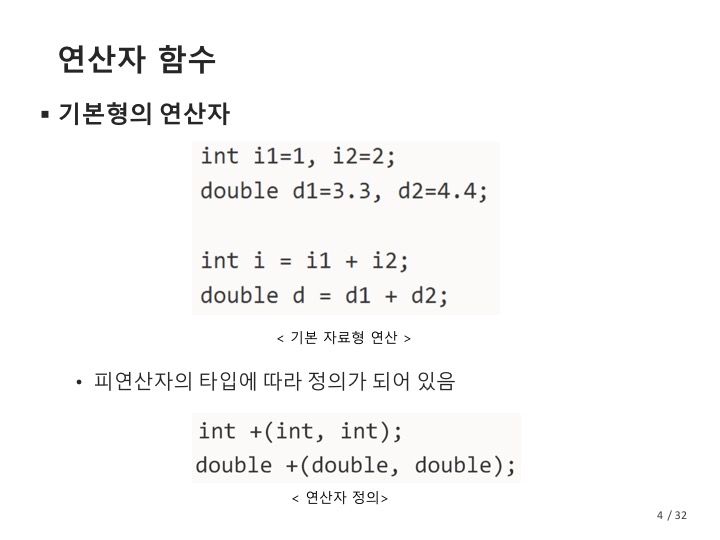 연산자 함수
▪ 기본형의 연산자
int i1=1, i2=2;
double d1=3.3, d2=4.4;
int i = i1 + i2;
double d = d1 + d2;
< 기본 자료형 연산 >
• 피연산자의 타입에 따라 정의가 되어 있음
int +(int, int);
double +(double, double);
< 연산자 정의>
4 / 32